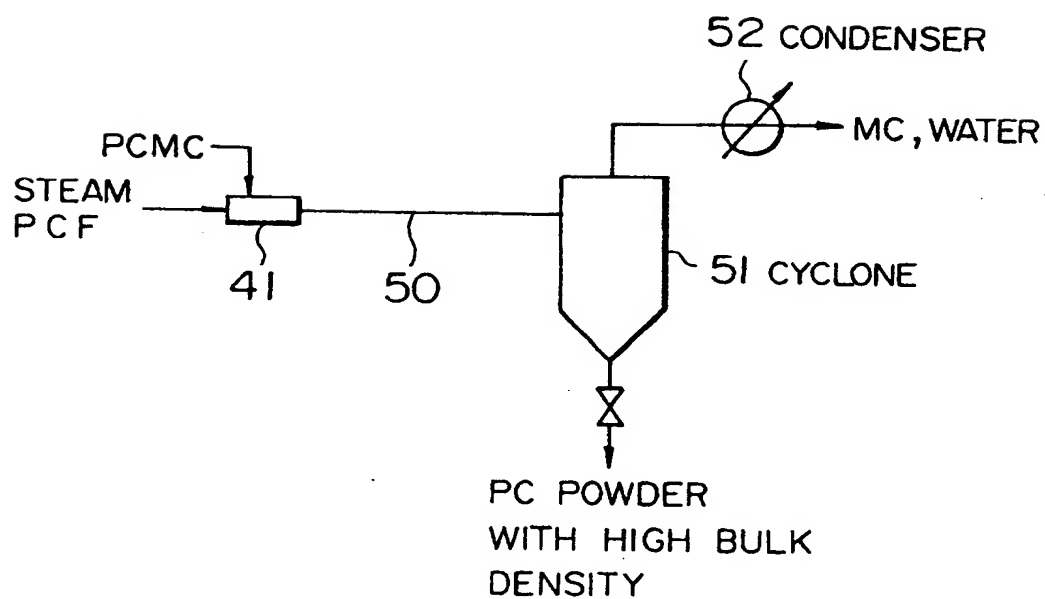 52 CONDENSER
PCMC
MC, WATER
STEAM
PCF
41
50
51 CYCLONE
PC POWDER
WITH HIGH BULK
DENSITY